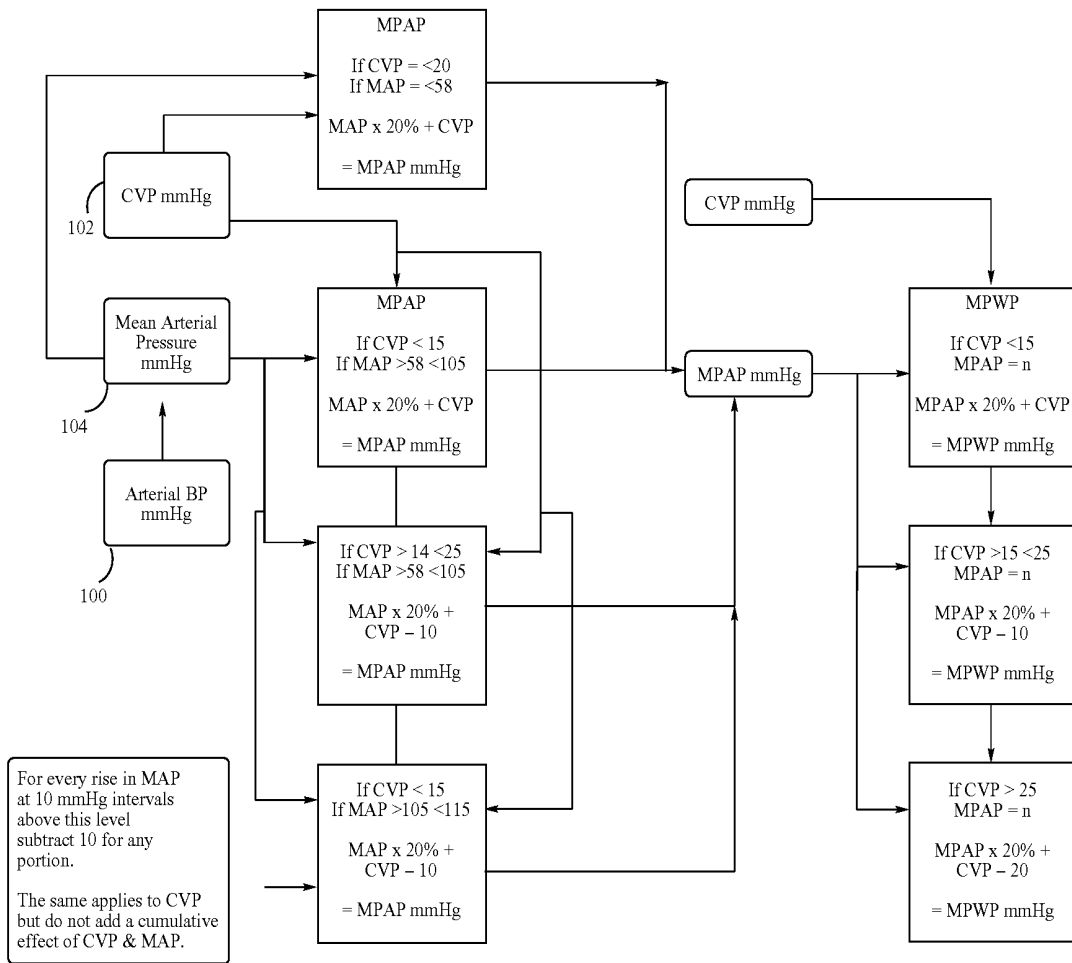 MPAP
If CVP = <20
If MAP = <58
MAP x 20% + CVP
= MPAP mmHg
CVP mmHg
102
CVP mmHg
Mean Arterial
Pressure
mmHg
104
Arterial BP
mmHg
100
MPAP
If CVP < 15
If MAP >58 <105
MAP x 20% + CVP
= MPAP mmHg
If CVP > 14 <25
If MAP >58 <105
MAP x 20% +
CVP – 10
= MPAP mmHg
If CVP < 15
If MAP >105 <115
MAP x 20% +
CVP – 10
= MPAP mmHg
MPAP mmHg
MPWP
If CVP <15
MPAP = n
MPAP x 20% + CVP
= MPWP mmHg
If CVP >15 <25
MPAP = n
MPAP x 20% +
CVP – 10
= MPWP mmHg
If CVP > 25
MPAP = n
MPAP x 20% +
CVP – 20
= MPWP mmHg
For every rise in MAP
at 10 mmHg intervals
above this level
subtract 10 for any
portion.
The same applies to CVP
but do not add a cumulative
effect of CVP & MAP.